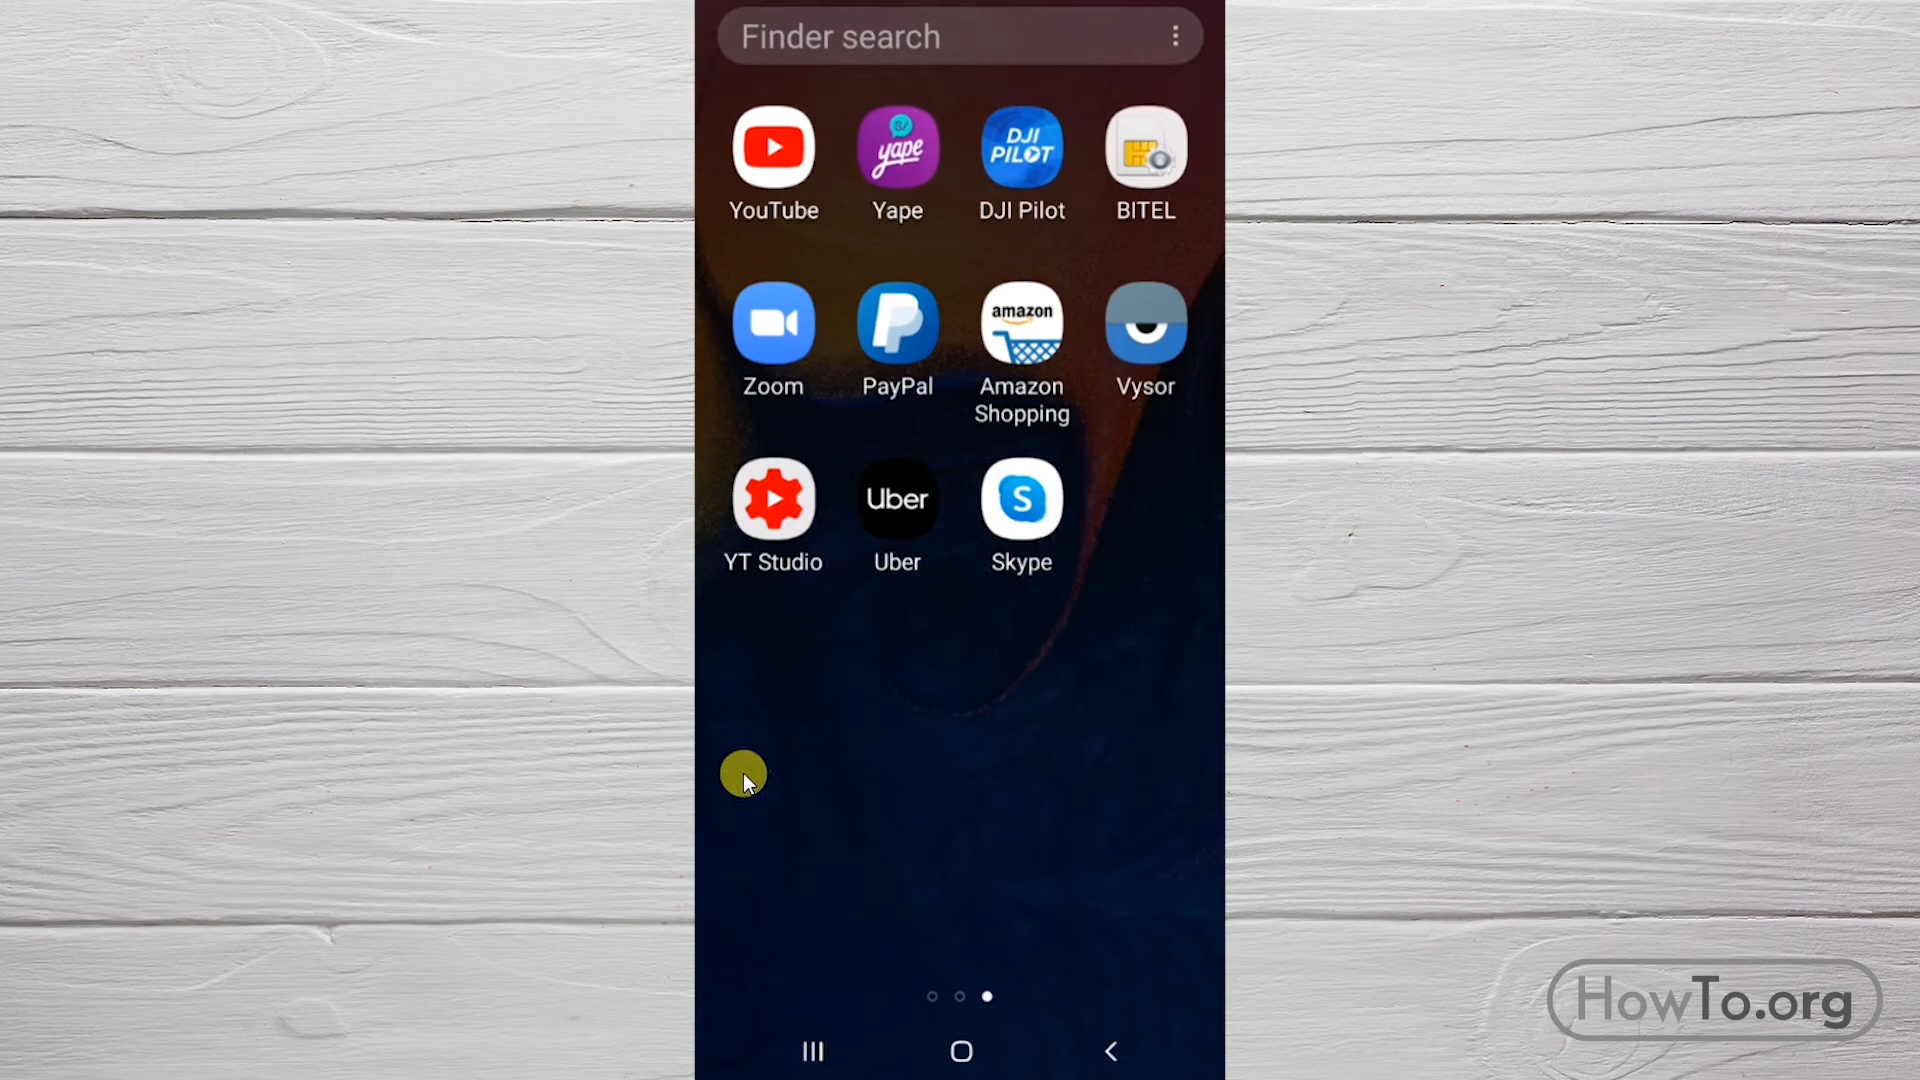 Finder search
S/
yape
DJI
PILOT
YouTube
Yape
DJI Pilot
BITEL
amazon
Zoom
PayPal
Amazon
Shopping
Vysor
Uber
S
YT Studio
Uber
Skype
HowTo.org